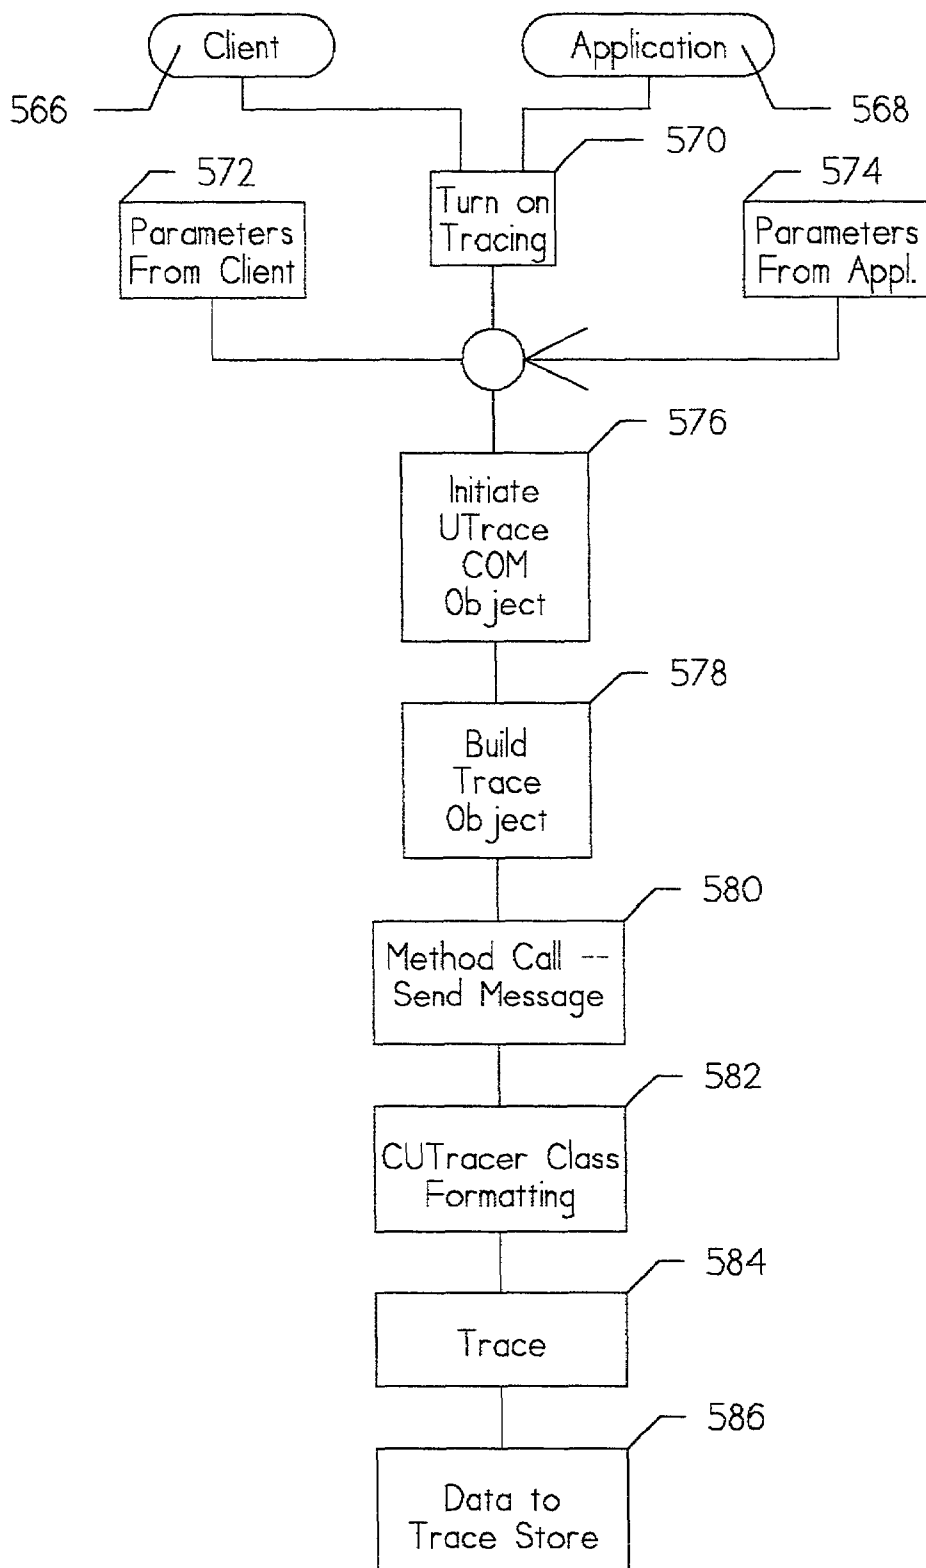 Client
Application
566
568
570
572
574
Turn on
Tracing
Parameters
From Client
Parameters
From Appl.
576
Initiate
UTrace
COM
Object
578
Build
Trace
Object
580
Method Call --
Send Message
582
CUTracer Class
Formatting
584
Trace
586
Data to
Trace Store